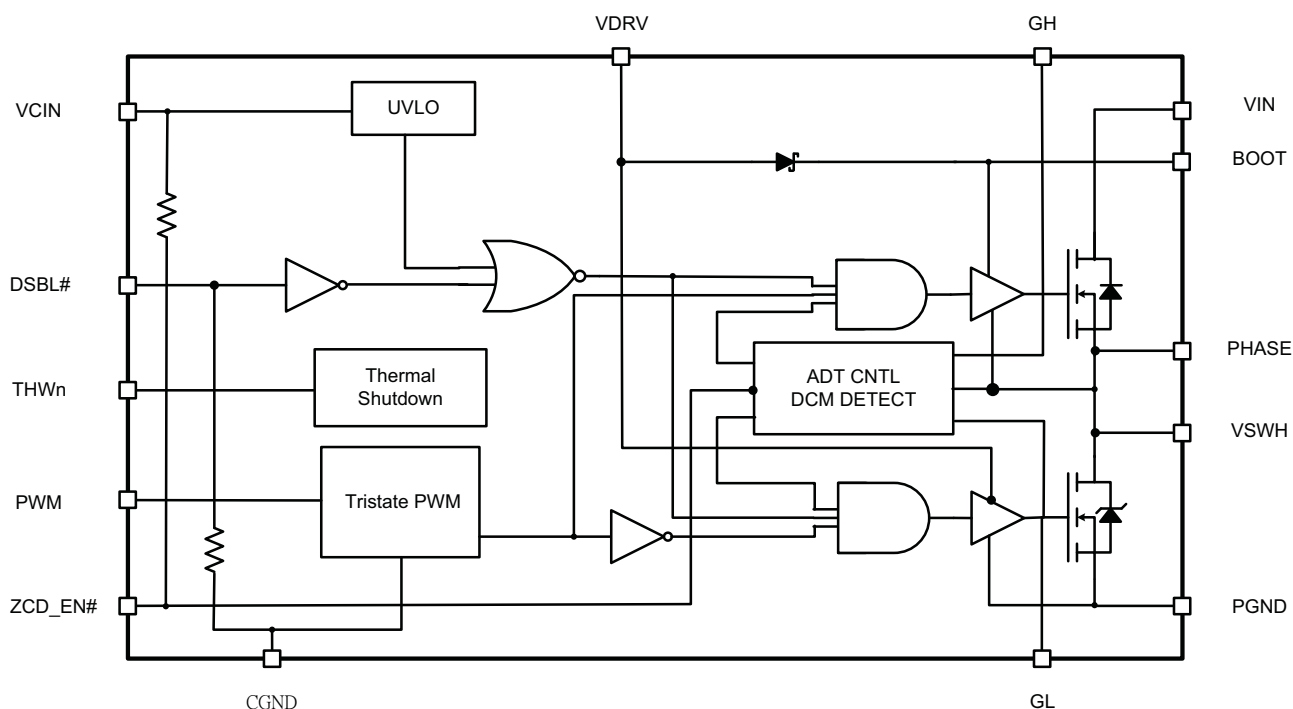 VDRV
GH
VCIN
UVLO
VIN
BOOT
DSBL#
THWn
Thermal
Shutdown
ADT CNTL
DCM DETECT
PHASE
VSWH
PWM
Tristate PWM
ZCD_EN#
PGND
CGND
GL